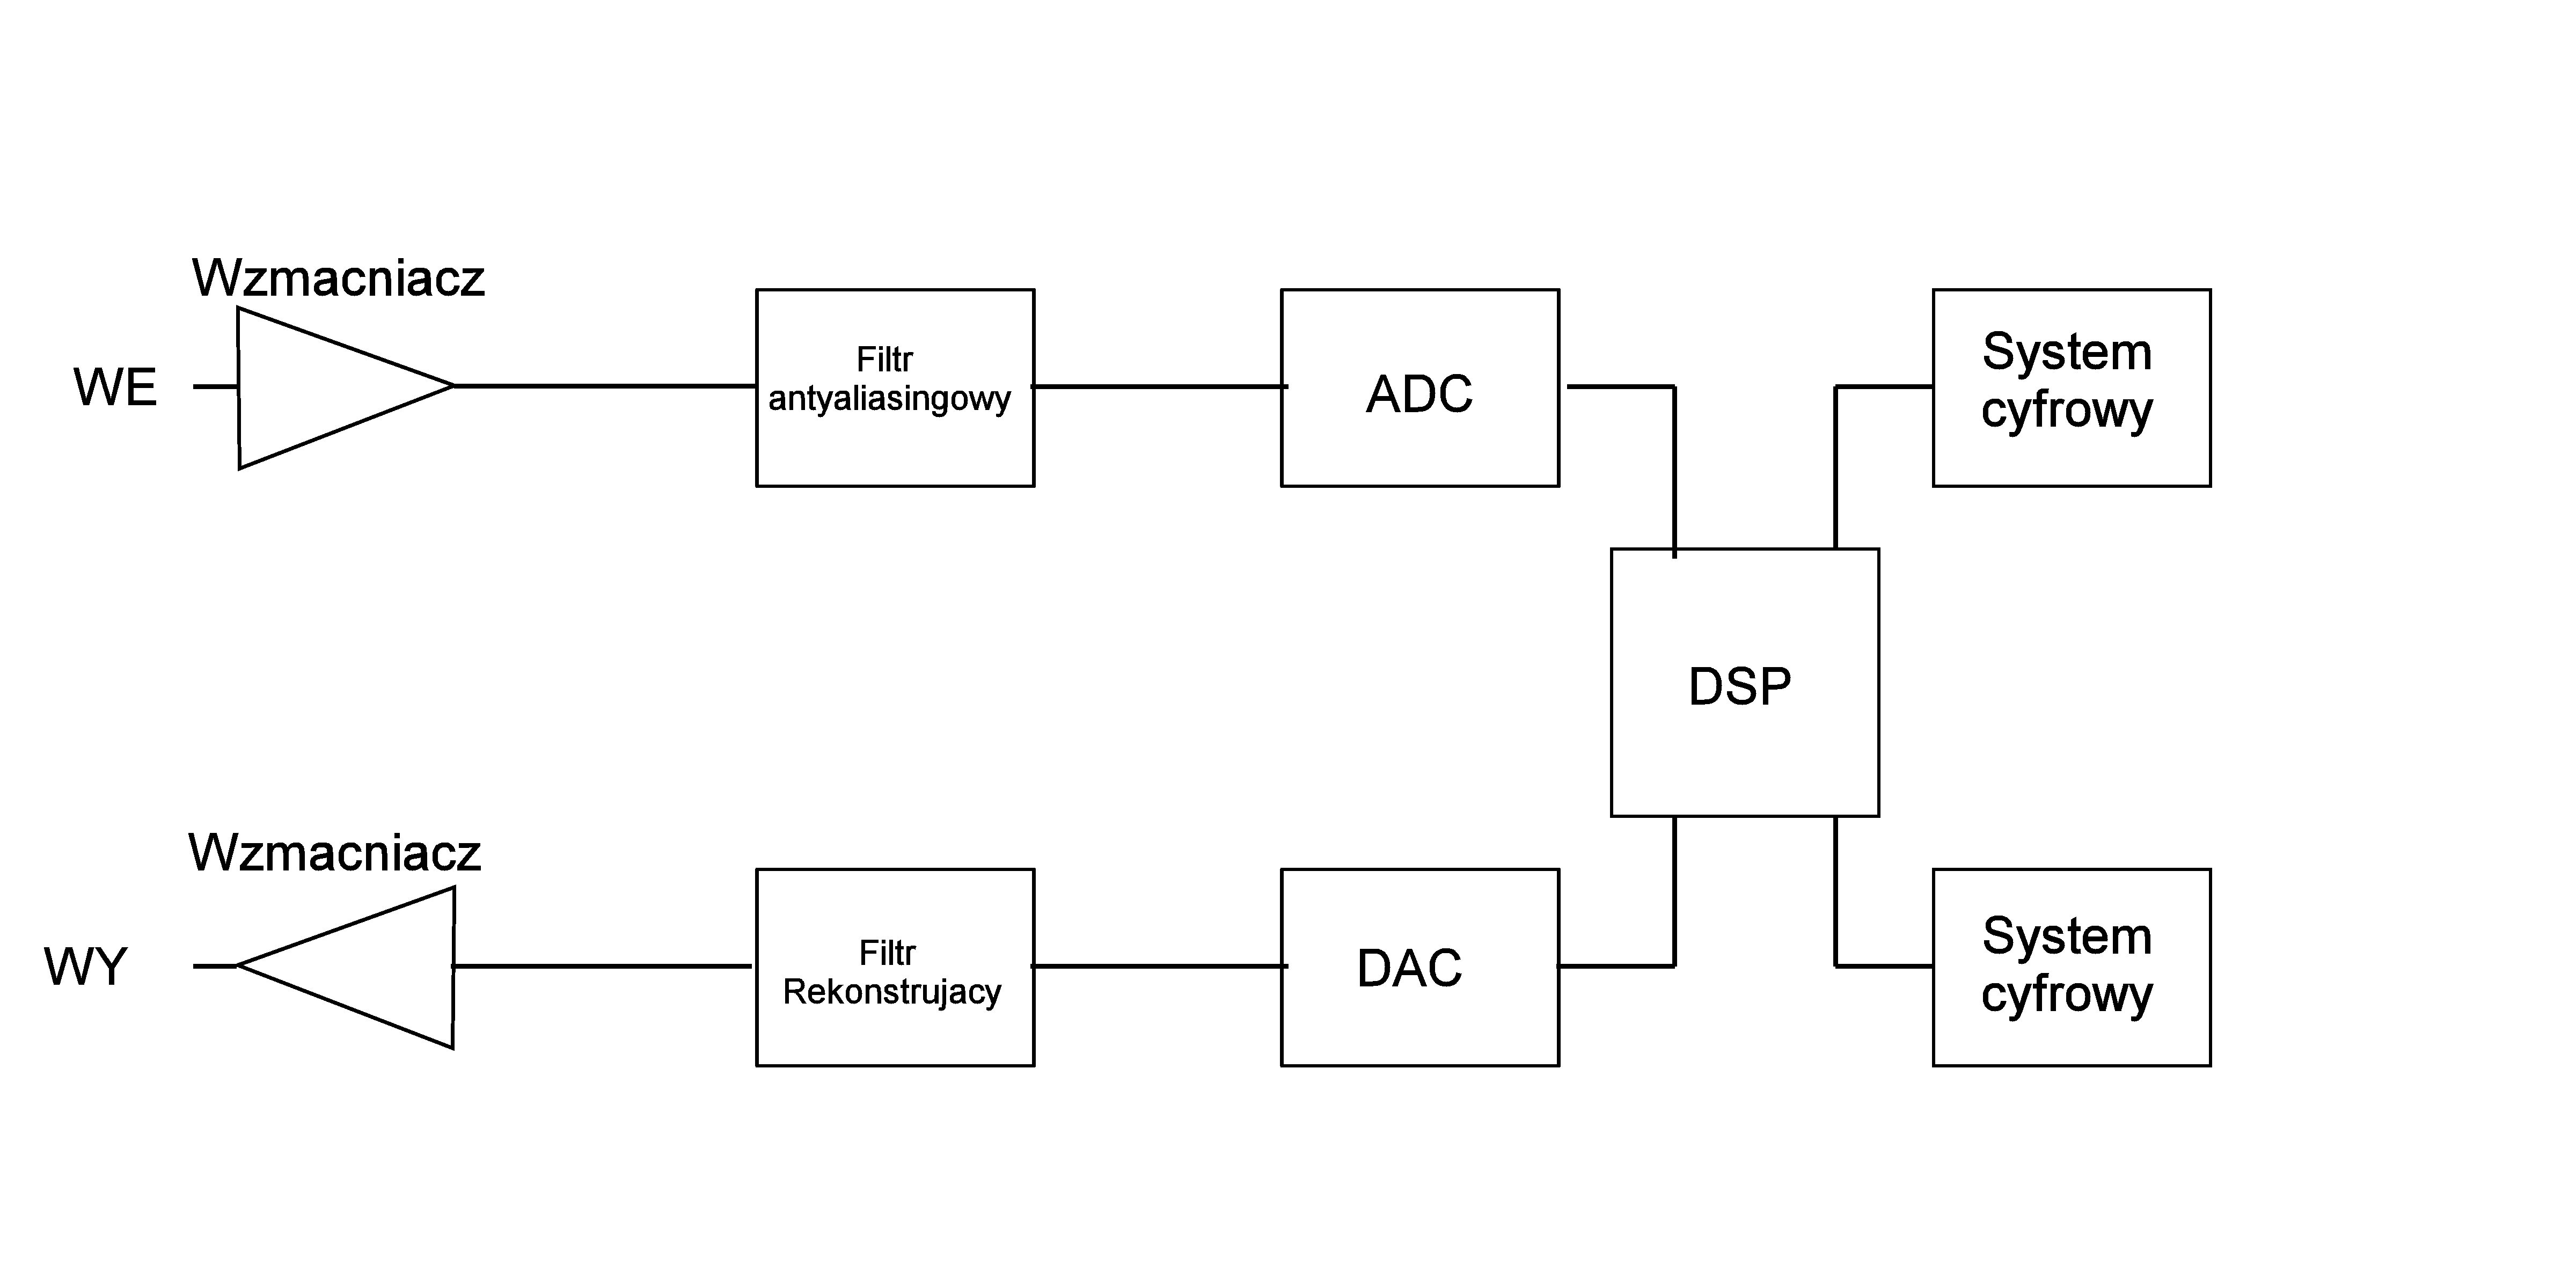 Wzmacniacz
WE
Filtr
antyaliasingowy
ADC
System
cyfrowy
DSP
Wzmacniacz
WY
Filtr
Rekonstrujacy
DAC
System
cyfrowy